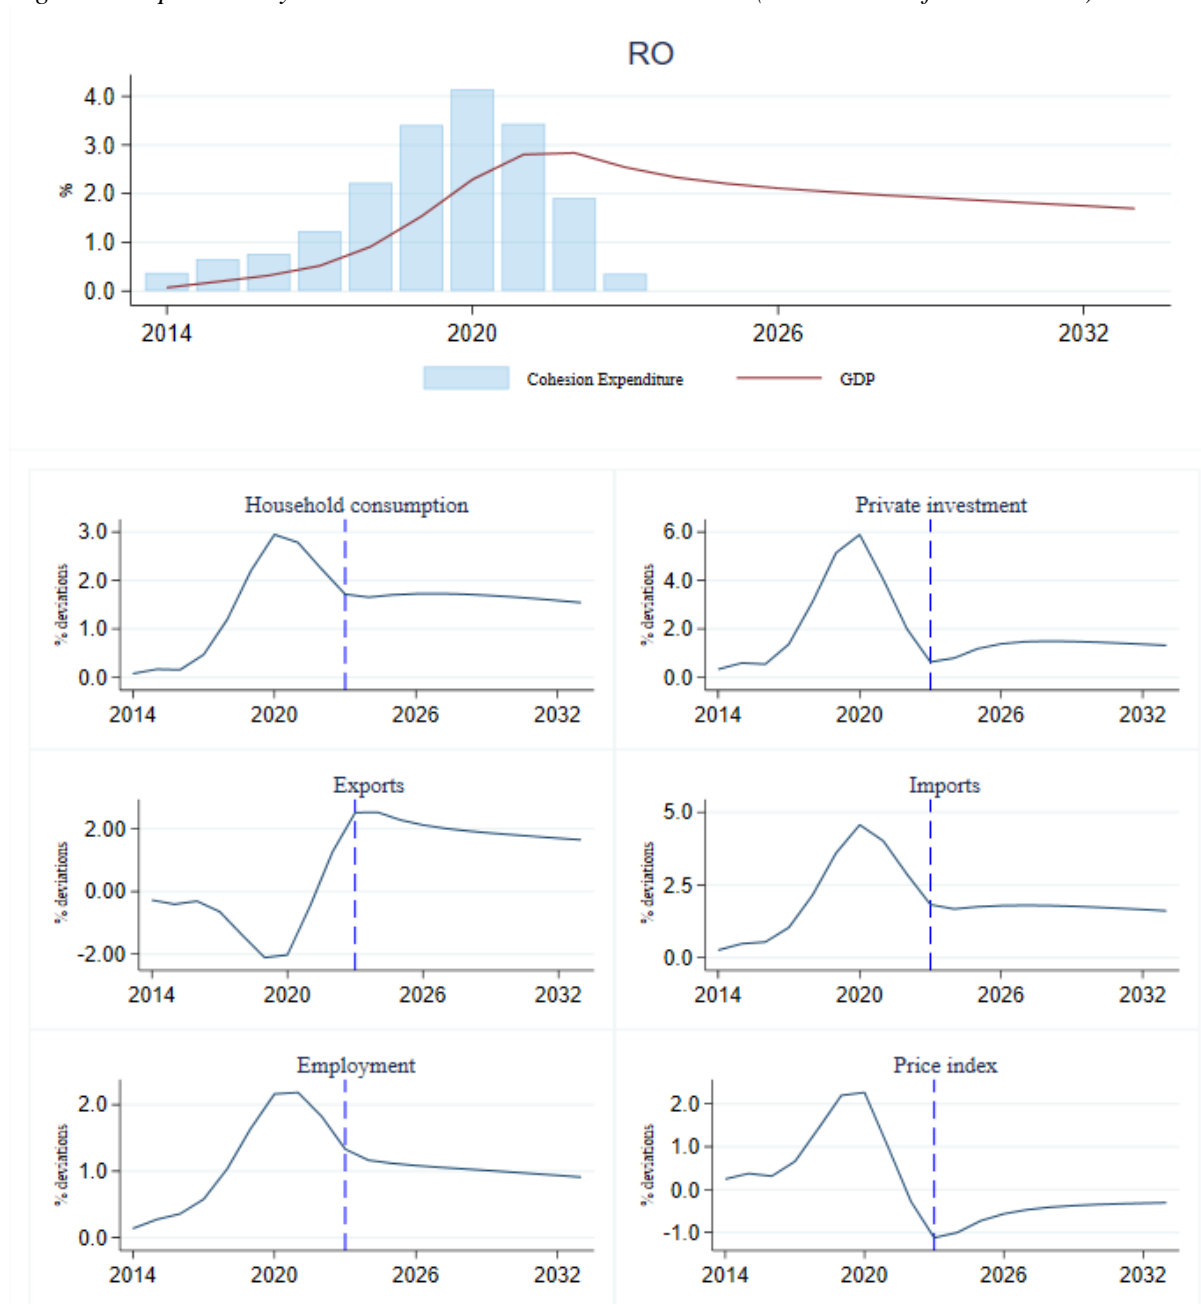 RO
4.0
3.0
2.0
1.0
0.0
%
2014 2020 2026 2032
Cohesion Expenditure GDP
Household consumption
3.0
2.0
1.0
0.0
% deviations
2014 2020 2026 2032
Private investment
6.0
4.0
2.0
0.0
% deviations
2014 2020 2026 2032
Exports
2.00
0.00
-2.00
% deviations
2014 2020 2026 2032
Imports
5.0
2.5
0.0
% deviations
2014 2020 2026 2032
Employment
2.0
1.0
0.0
% deviations
2014 2020 2026 2032
Price index
2.0
1.0
0.0
-1.0
% deviations
2014 2020 2026 2032